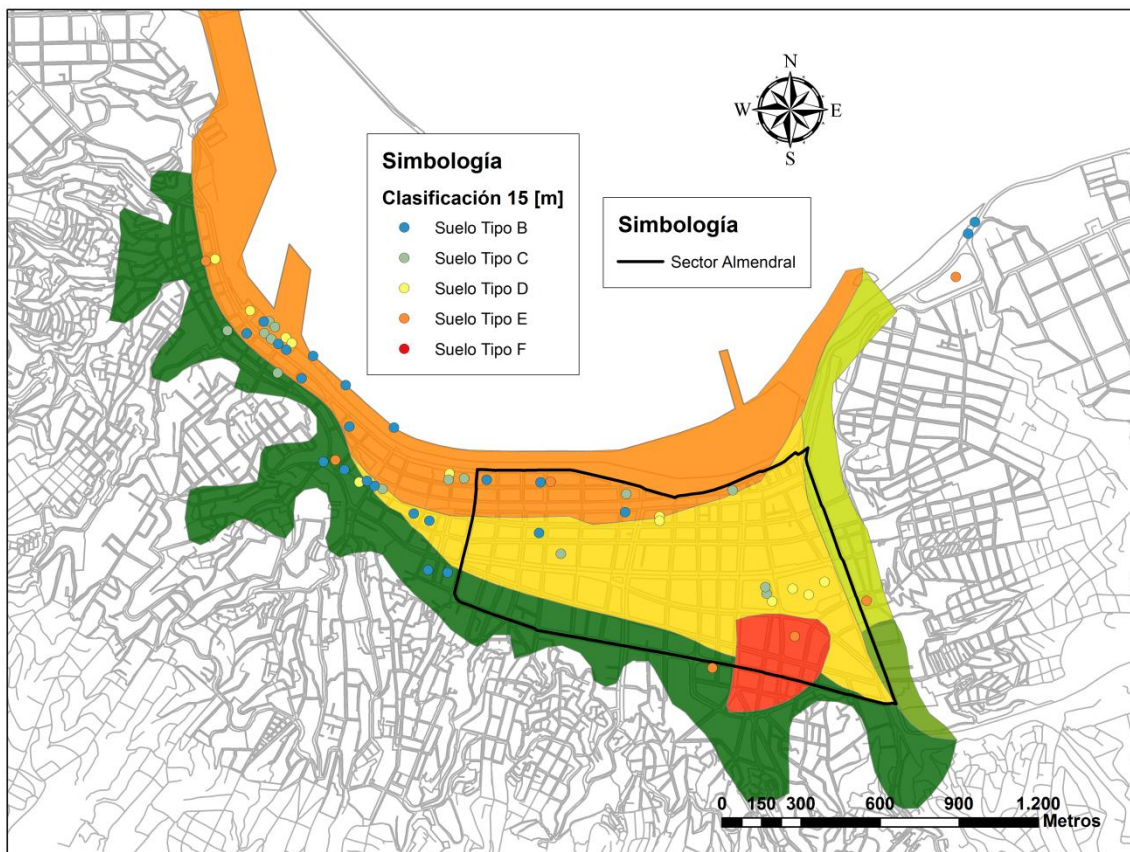 N
W
E
S
Simbología
Clasificación 15 [m]
Suelo Tipo B
Suelo Tipo C
Suelo Tipo D
Suelo Tipo E
Suelo Tipo F
Simbología
Sector Almendral
0 150 300 600 900 1.200
Metros